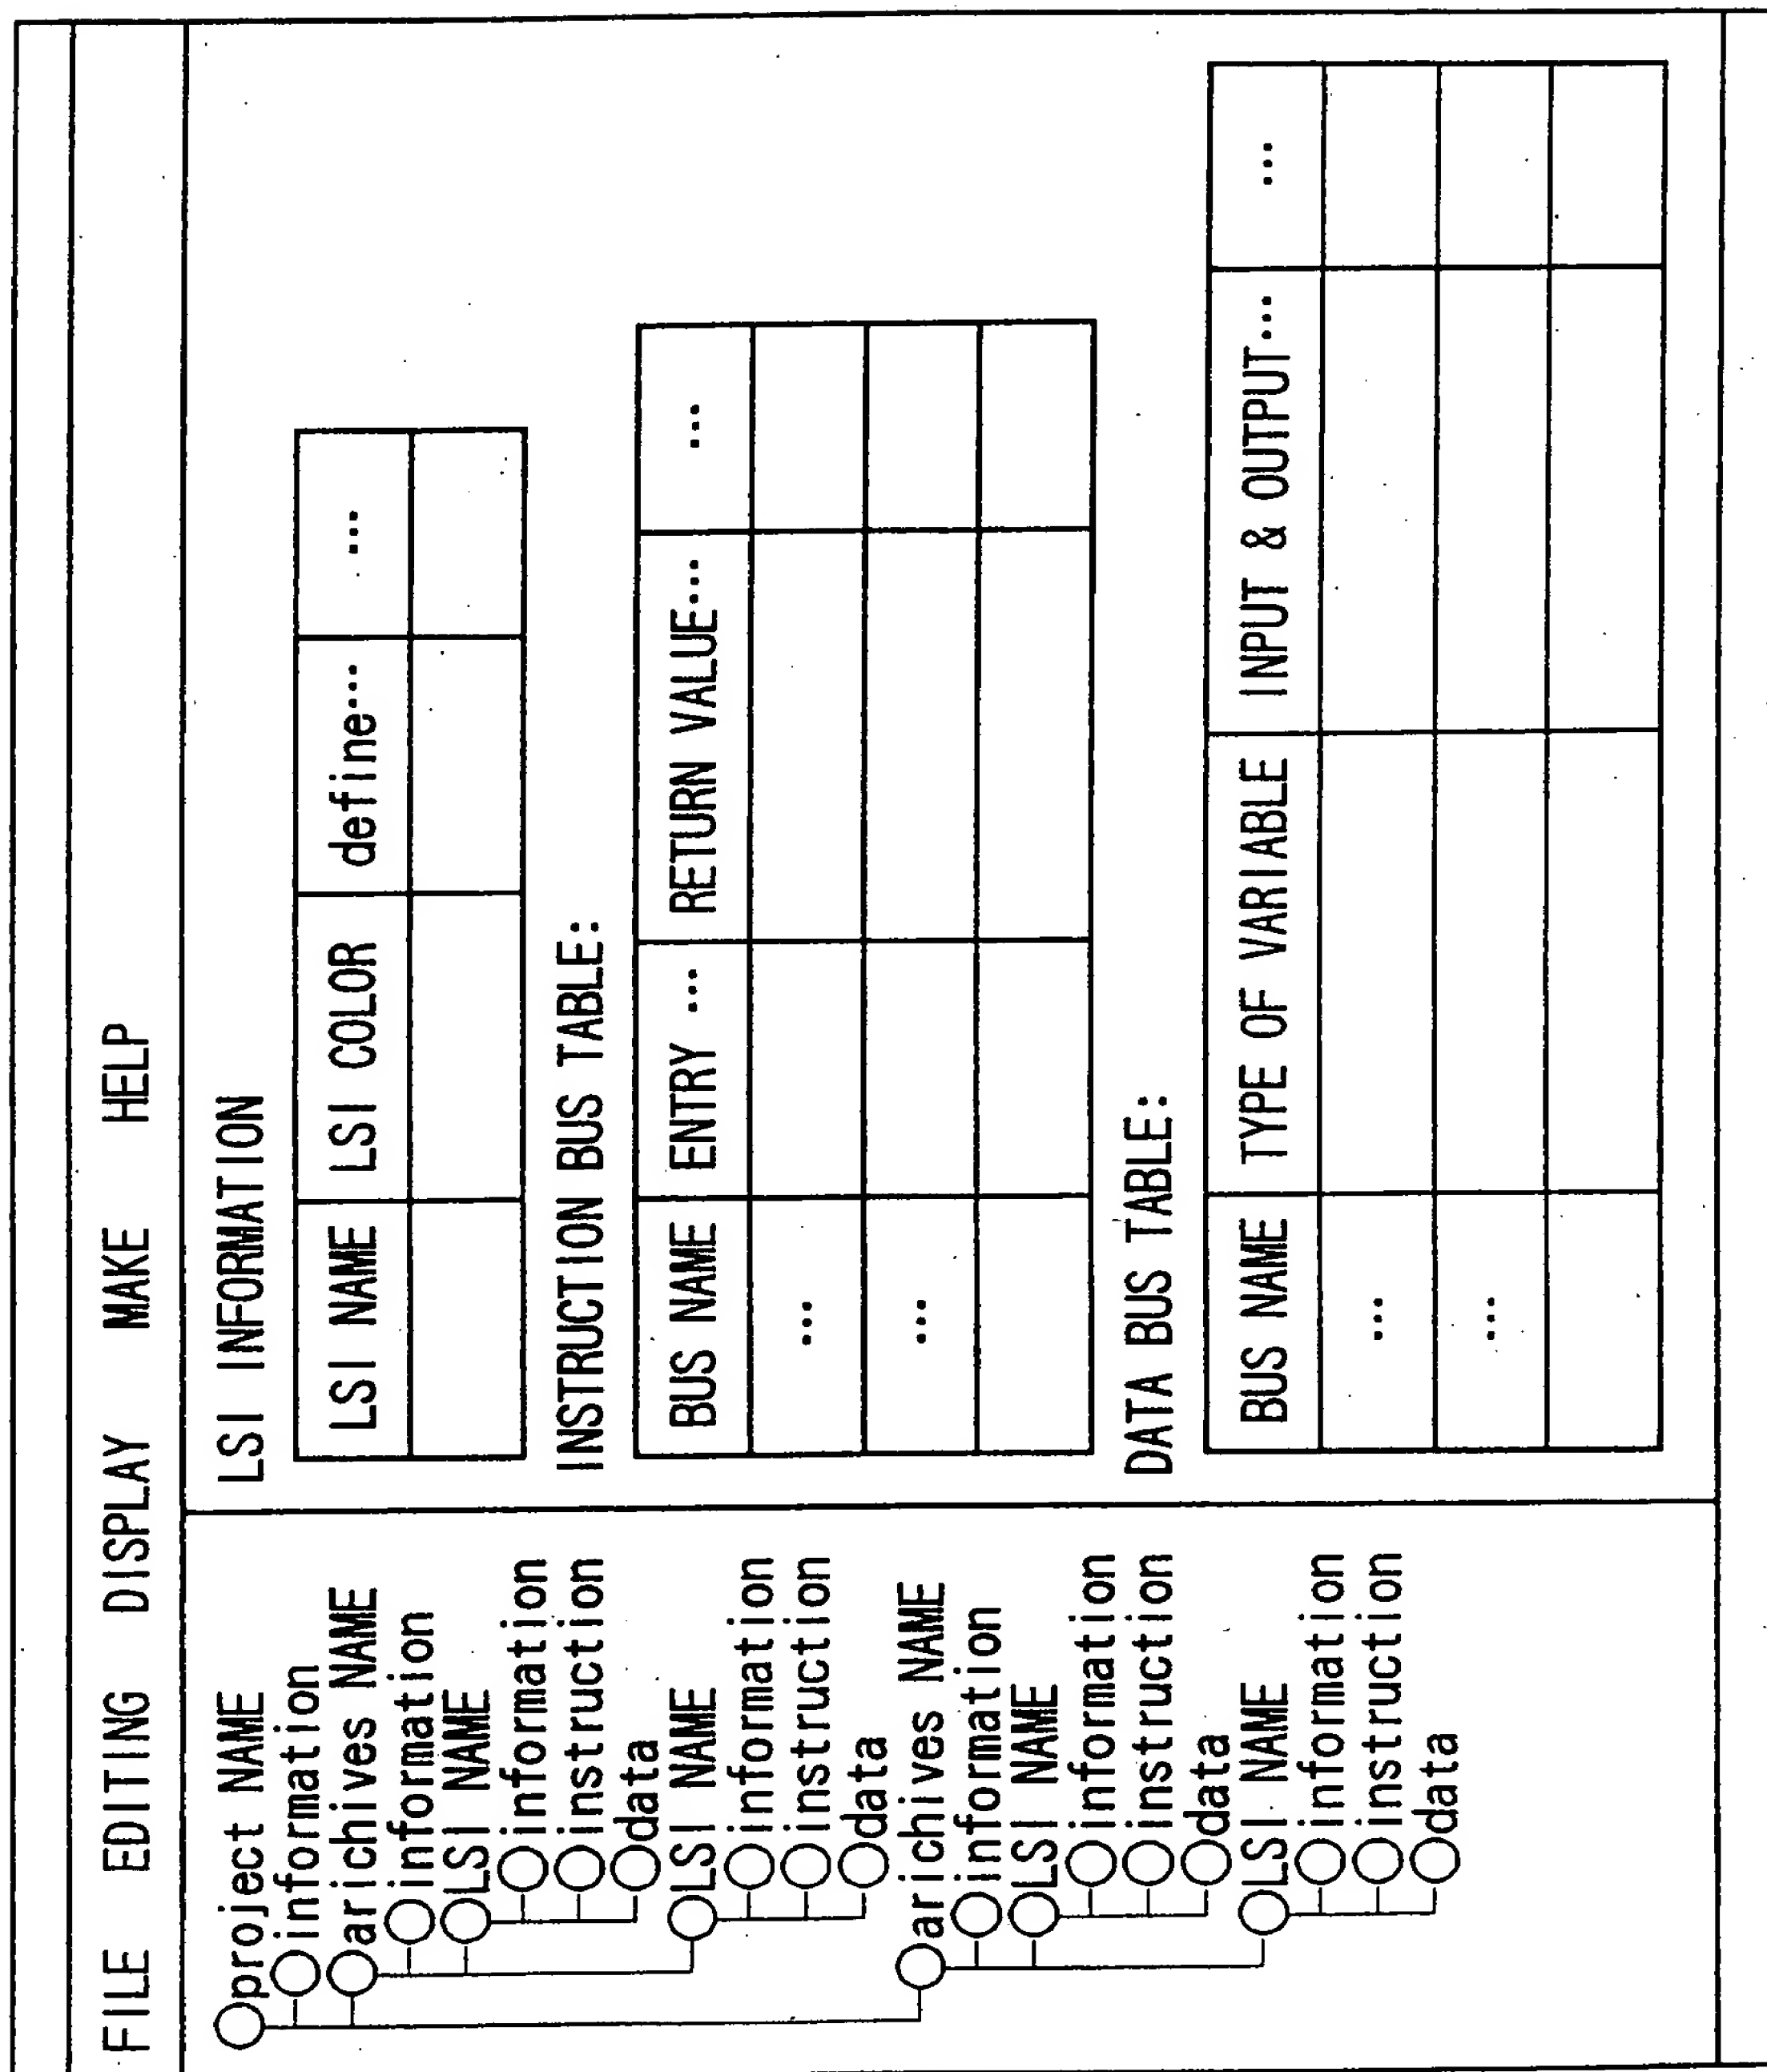 FILE EDITING DISPLAY MAKE HELP
project NAME
information
arichives NAME
information
LSI NAME
information
instruction
data
LSI NAME
information
instruction
data
arichives NAME
information
LSI NAME
information
instruction
data
LSI NAME
information
instruction
data
LSI INFORMATION
LSI NAME LSI COLOR define... ...
INSTRUCTION BUS TABLE:
BUS NAME ENTRY ... RETURN VALUE... ...
...
...
DATA BUS TABLE:
BUS NAME TYPE OF VARIABLE INPUT & OUTPUT... ...
...
...